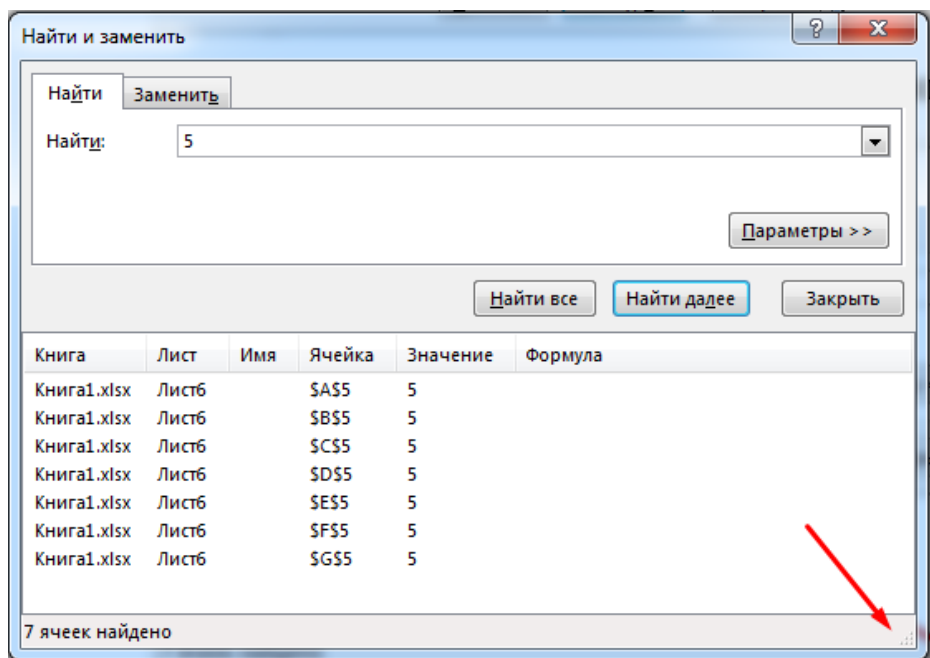 Найти и заменить
Найти Заменить
Найти: 5
Параметры >>
Найти все Найти далее Закрыть
Книга Лист Имя Ячейка Значение Формула
Книга1.xlsx Лист6 $A$5 5
Книга1.xlsx Лист6 $B$5 5
Книга1.xlsx Лист6 $C$5 5
Книга1.xlsx Лист6 $D$5 5
Книга1.xlsx Лист6 $E$5 5
Книга1.xlsx Лист6 $F$5 5
Книга1.xlsx Лист6 $G$5 5
7 ячеек найдено